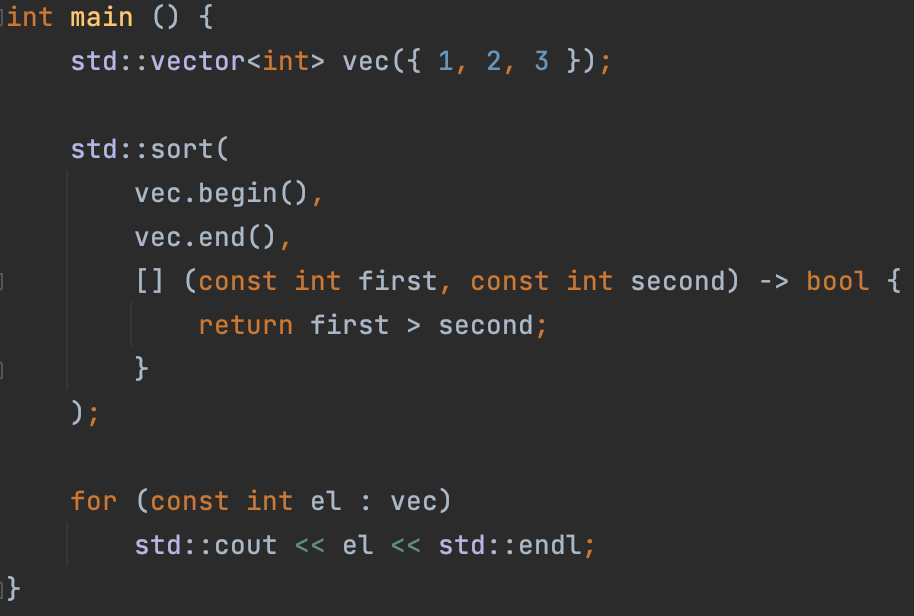 int main () {
    std::vector<int> vec({ 1, 2, 3 });

    std::sort(
        vec.begin(),
        vec.end(),
        [] (const int first, const int second) -> bool {
            return first > second;
        }
    );

    for (const int el : vec)
        std::cout << el << std::endl;
}